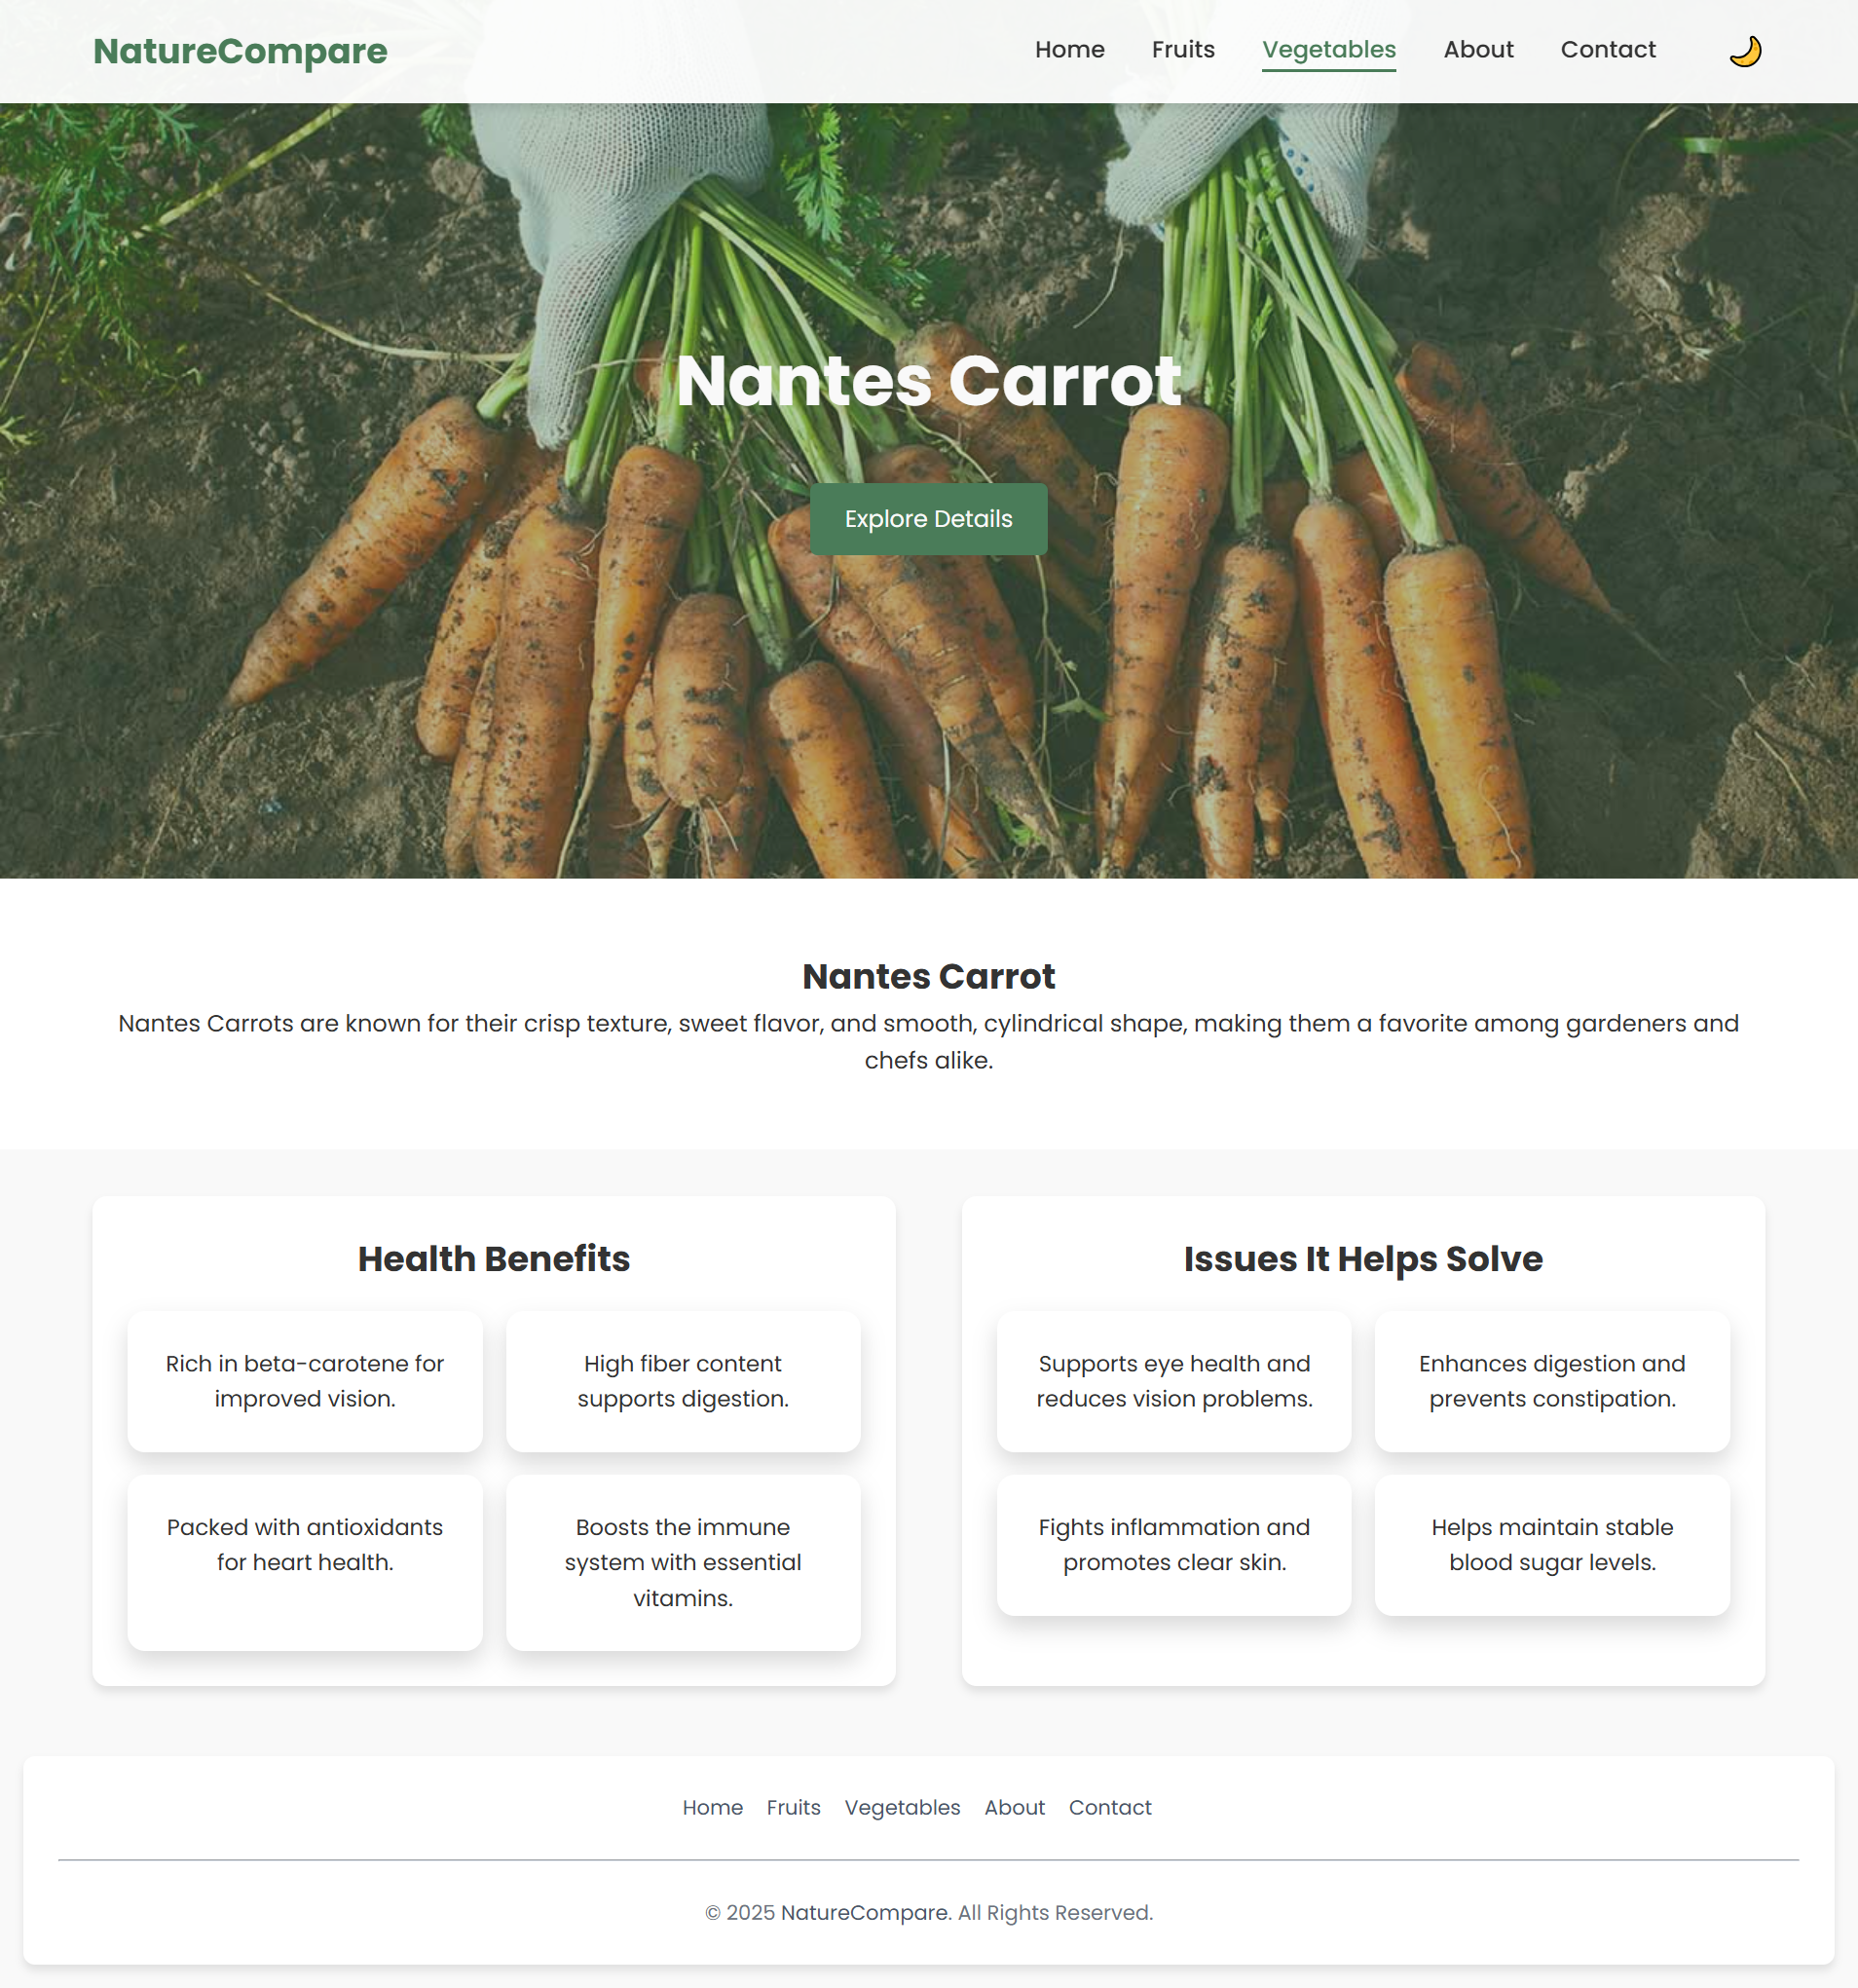 NatureCompare
Home Fruits Vegetables About Contact
Nantes Carrot
Explore Details
Nantes Carrot
Nantes Carrots are known for their crisp texture, sweet flavor, and smooth, cylindrical shape, making them a favorite among gardeners and
chefs alike.
Health Benefits
Rich in beta-carotene for
improved vision.
High fiber content
supports digestion.
Packed with antioxidants
for heart health.
Boosts the immune
system with essential
vitamins.
Issues It Helps Solve
Supports eye health and
reduces vision problems.
Enhances digestion and
prevents constipation.
Fights inflammation and
promotes clear skin.
Helps maintain stable
blood sugar levels.
Home Fruits Vegetables About Contact
© 2025 NatureCompare. All Rights Reserved.